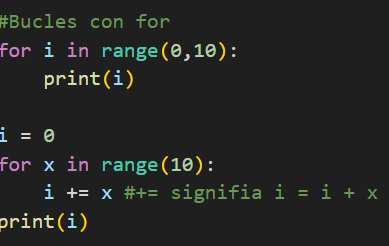 #Bucles con for
for i in range(0,10):
    print(i)

i = 0
for x in range(10):
    i += x #+= signifia i = i + x
print(i)